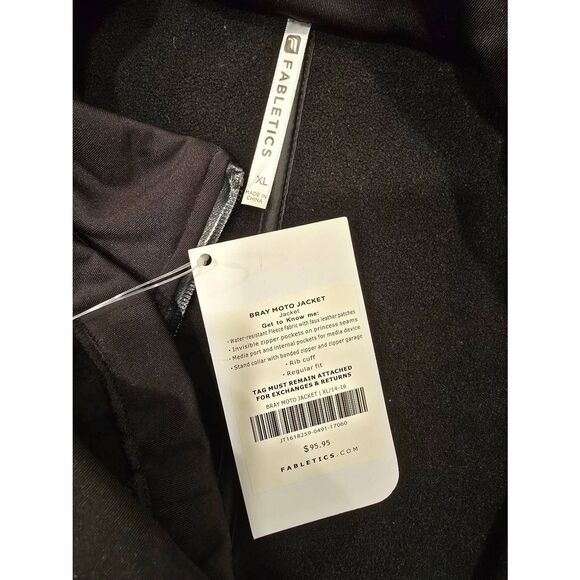 FABLETICS
XL
MADE IN
CHINA
BRAY MOTO JACKET
Jacket
Get to Know me:
• Water-resistant Fleece fabric with faux leather patches
• Invisible zipper pockets on princess seams
• Media port and internal pockets for media device
• Stand collar with bonded zipper and zipper garage
• Rib cuff
• Regular fit
TAG MUST REMAIN ATTACHED
FOR EXCHANGES & RETURNS
BRAY MOTO JACKET | XL/14-16
JT1618259-0491-17060
$95.95
FABLETICS.COM